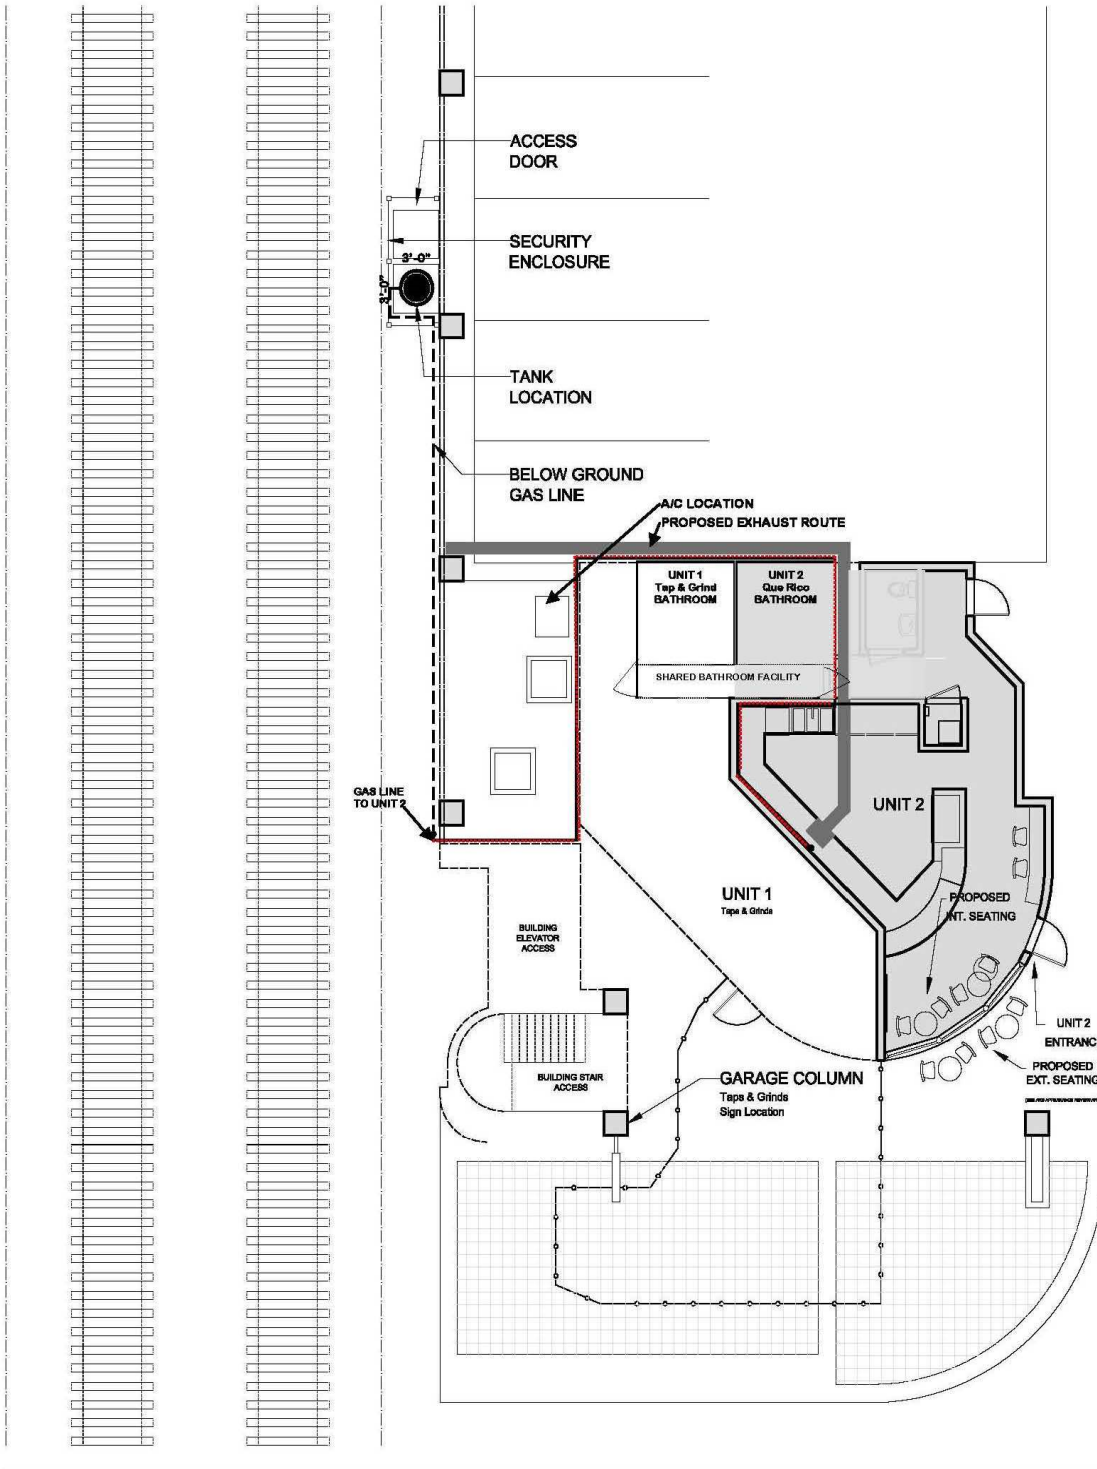 ACCESS
DOOR
SECURITY
ENCLOSURE
3'-0"
3'-0"
TANK
LOCATION
BELOW GROUND
GAS LINE
A/C LOCATION
PROPOSED EXHAUST ROUTE
UNIT 1
Tap & Grind
BATHROOM
UNIT 2
Que Rico
BATHROOM
SHARED BATHROOM FACILITY
GAS LINE
TO UNIT 2
UNIT 2
UNIT 1
Taps & Grinds
PROPOSED
INT. SEATING
BUILDING
ELEVATOR
ACCESS
UNIT 2
ENTRANC
PROPOSED
EXT. SEATING
BUILDING STAIR
ACCESS
GARAGE COLUMN
Taps & Grinds
Sign Location